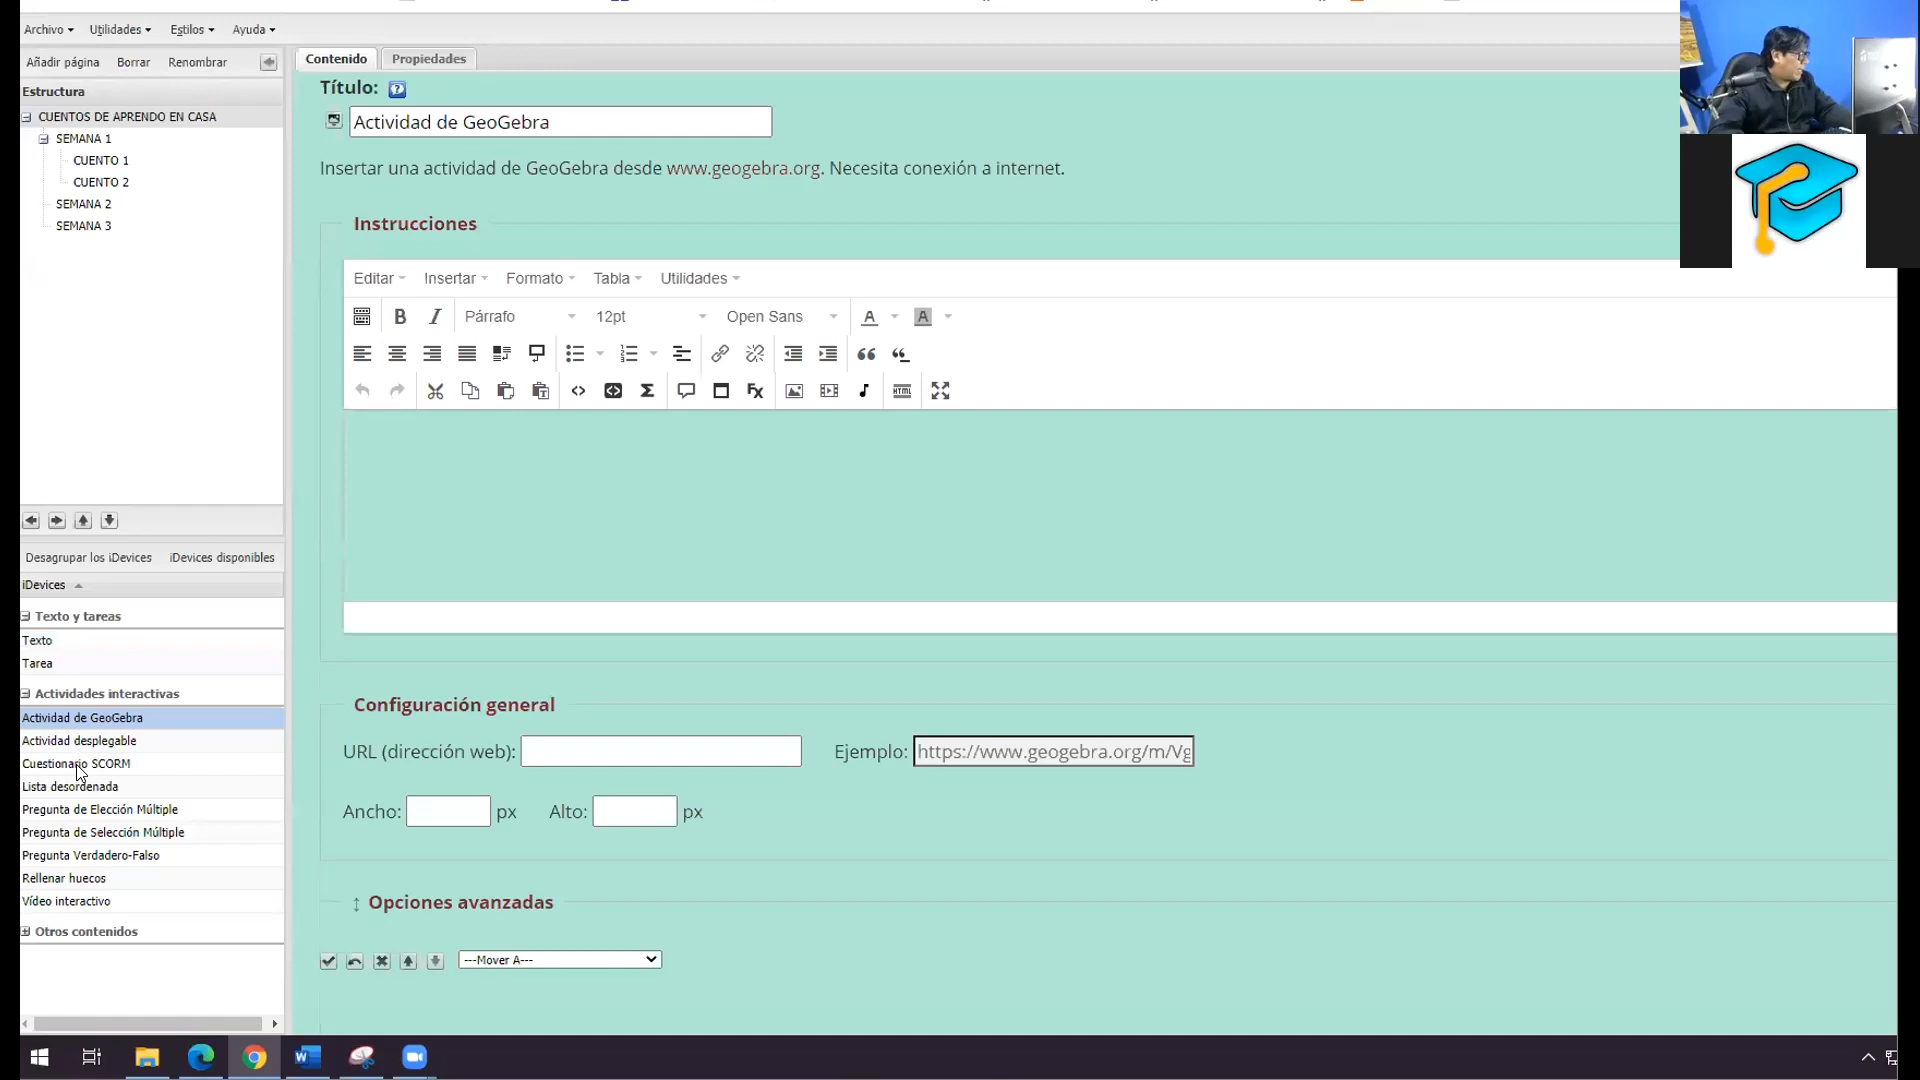 Archivo Utilidades Estilos Ayuda
Añadir página Borrar Renombrar
Estructura
CUENTOS DE APRENDO EN CASA
SEMANA 1
CUENTO 1
CUENTO 2
SEMANA 2
SEMANA 3
Desagrupar los iDevices iDevices disponibles
iDevices
Texto y tareas
Texto
Tarea
Actividades interactivas
Actividad de GeoGebra
Actividad desplegable
Cuestionario SCORM
Lista desordenada
Pregunta de Elección Múltiple
Pregunta de Selección Múltiple
Pregunta Verdadero-Falso
Rellenar huecos
Vídeo interactivo
Otros contenidos
Contenido Propiedades
Título:
Actividad de GeoGebra
Insertar una actividad de GeoGebra desde www.geogebra.org. Necesita conexión a internet.
Instrucciones
Editar Insertar Formato Tabla Utilidades
Párrafo 12pt Open Sans
Configuración general
URL (dirección web): Ejemplo: https://www.geogebra.org/m/Vg
Ancho: px Alto: px
Opciones avanzadas
---Mover A---